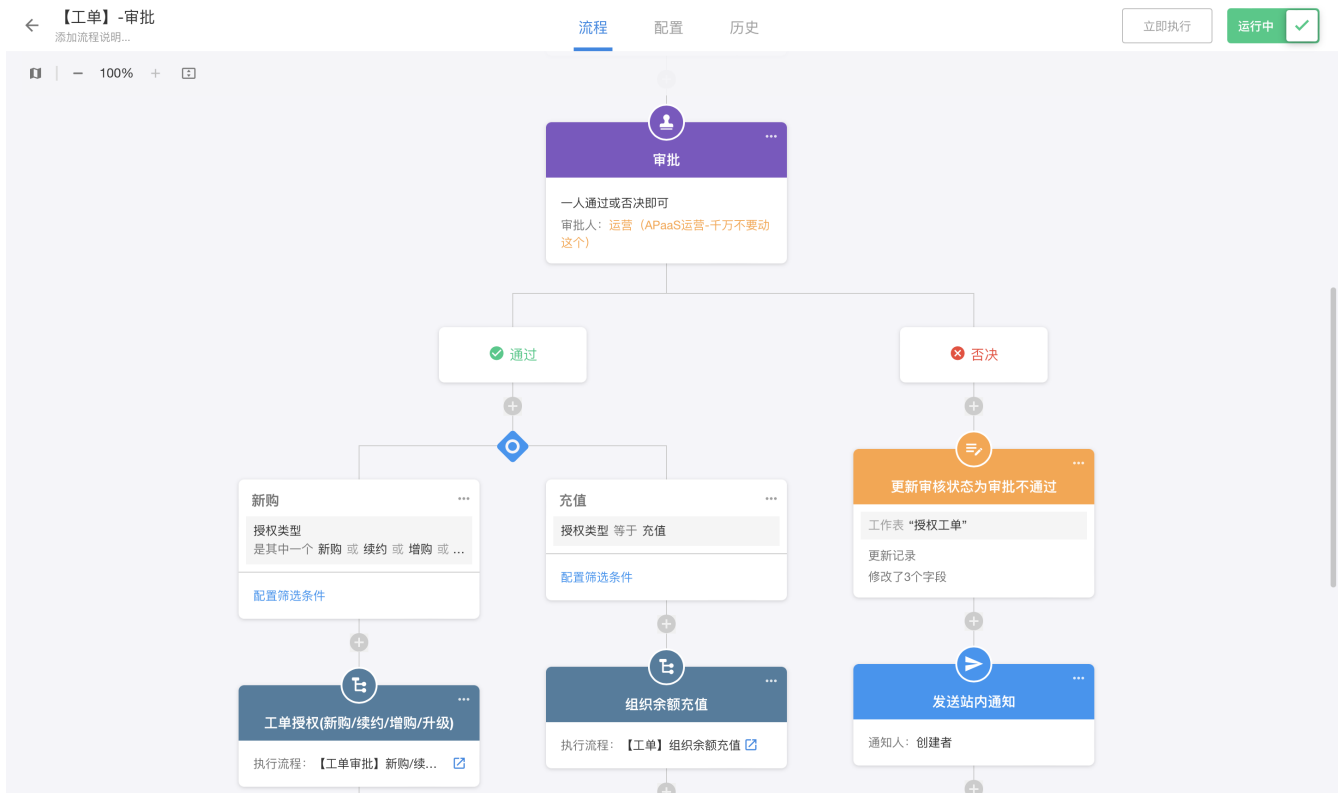 【工单】-审批
添加流程说明...
流程
配置
历史
立即执行
运行中
100%
审批
一人通过或否决即可
审批人：运营（APaaS运营-千万不要动
这个）
通过
否决
新购
授权类型
是其中一个 新购 或 续约 或 增购 或 ...
配置筛选条件
充值
授权类型 等于 充值
配置筛选条件
更新审核状态为审批不通过
工作表 “授权工单”
更新记录
修改了3个字段
工单授权(新购/续约/增购/升级)
执行流程：【工单审批】新购/续...
组织余额充值
执行流程：【工单】组织余额充值
发送站内通知
通知人：创建者